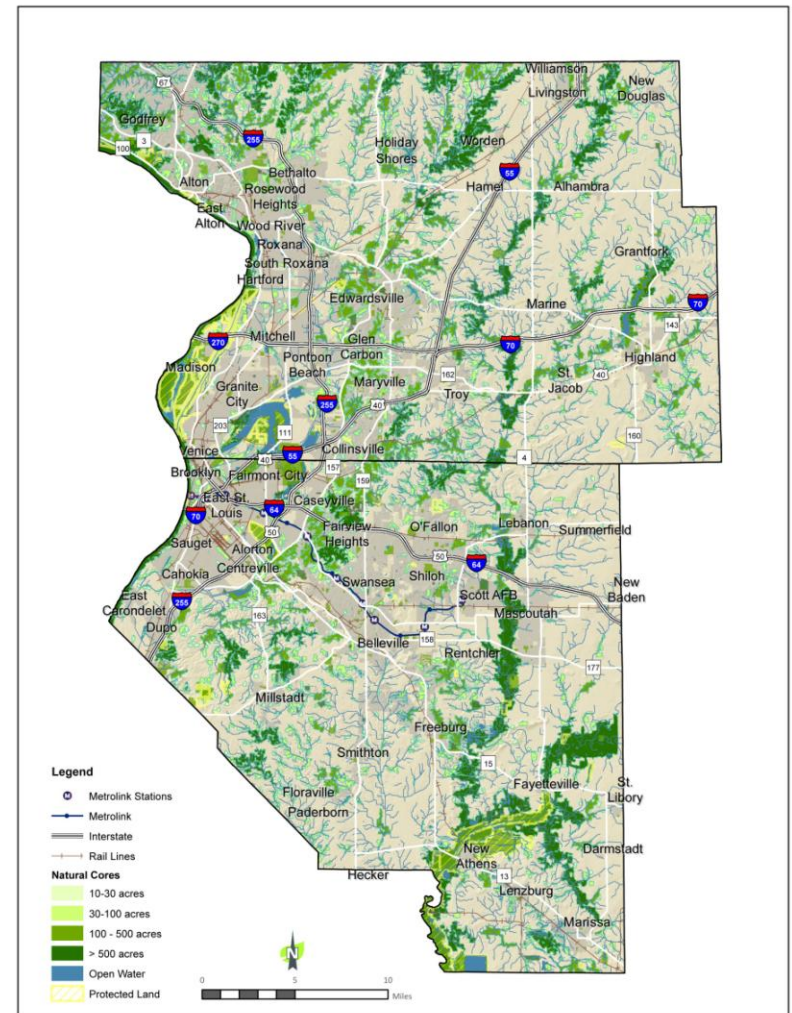 Williamson
Livingston
New
Douglas
67
Godfrey
3
100
255
Holiday
Shores
Worden
55
Bethalto
Alton
Rosewood
Heights
Hamel
Alhambra
East
Alton
Wood River
Roxana
South Roxana
Hartford
Grantfork
Edwardsville
Marine
70
143
270
Mitchell
Glen
Carbon
70
Highland
Madison
Pontoon
Beach
Maryville
162
St.
Jacob
40
Granite
City
255
40
Troy
203
111
160
Venice
40
55
Collinsville
157
4
Brooklyn
Fairmont City
159
East St.
Louis
64
Caseyville
70
Fairview
Heights
O'Fallon
Lebanon
Summerfield
Sauget
Alorton
50
50
64
Cahokia
Centreville
Swansea
Shiloh
Scott AFB
New
Baden
East
Carondelet
255
Dupo
163
Mascoutah
Belleville
158
Rentchler
177
Millstadt
Freeburg
Smithton
15
Fayetteville
St.
Libory
Floraville
Paderborn
New
Athens
Darmstadt
Hecker
13
Lenzburg
Marissa
Legend
M Metrolink Stations
Metrolink
Interstate
Rail Lines
Natural Cores
10-30 acres
30-100 acres
100 - 500 acres
> 500 acres
Open Water
Protected Land
N
0 5 10
Miles